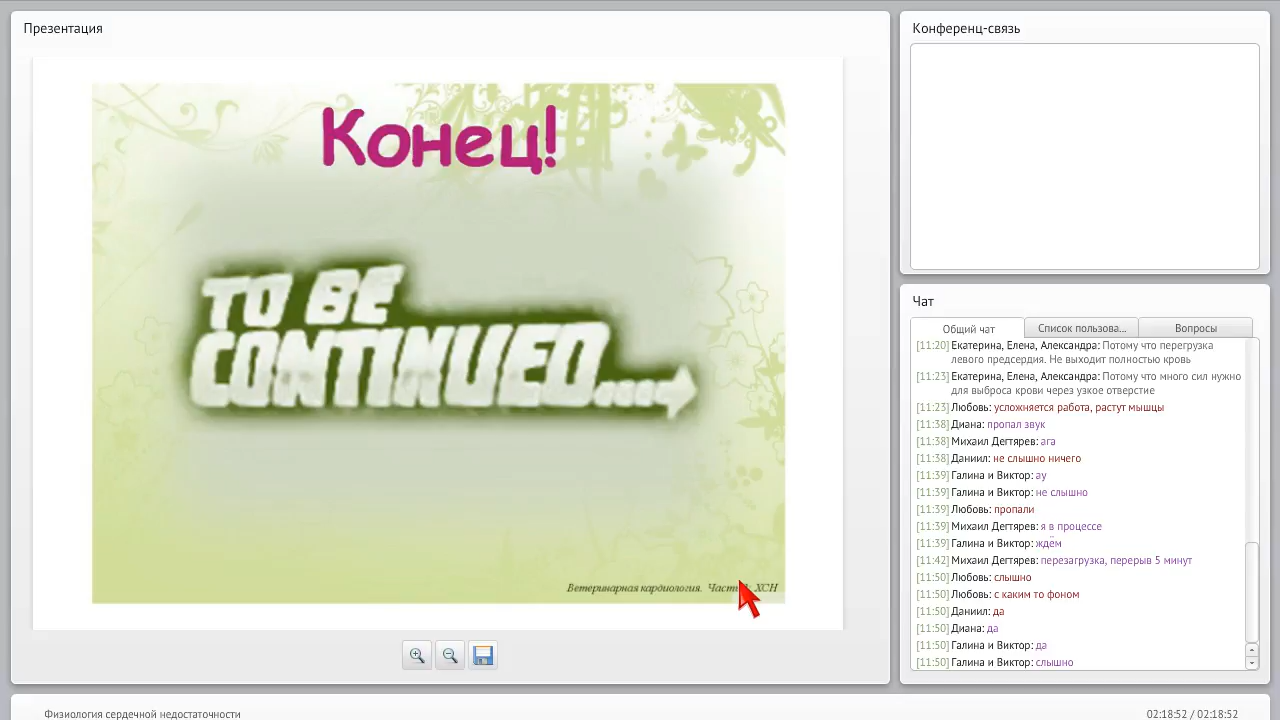 Презентация
Конец!
TO BE
CONTINUED....
Ветеринарная кардиология. Часть ХСН
Конференц-связь
Чат
Общий чат
Список пользова...
Вопросы
[11:20] Екатерина, Елена, Александра: Потому что перегрузка
левого предсердия. Не выходит полностью кровь
[11:23] Екатерина, Елена, Александра: Потому что много сил нужно
для выброса крови через узкое отверстие
[11:23] Любовь: усложняется работа, растут мышцы
[11:38] Диана: пропал звук
[11:38] Михаил Дегтярев: ага
[11:38] Даниил: не слышно ничего
[11:39] Галина и Виктор: ау
[11:39] Галина и Виктор: не слышно
[11:39] Любовь: пропали
[11:39] Михаил Дегтярев: я в процессе
[11:39] Галина и Виктор: ждём
[11:42] Михаил Дегтярев: перезагрузка, перерыв 5 минут
[11:50] Любовь: слышно
[11:50] Любовь: с каким то фоном
[11:50] Даниил: да
[11:50] Диана: да
[11:50] Галина и Виктор: да
[11:50] Галина и Виктор: слышно
Физиология сердечной недостаточности
02:18:52 / 02:18:52